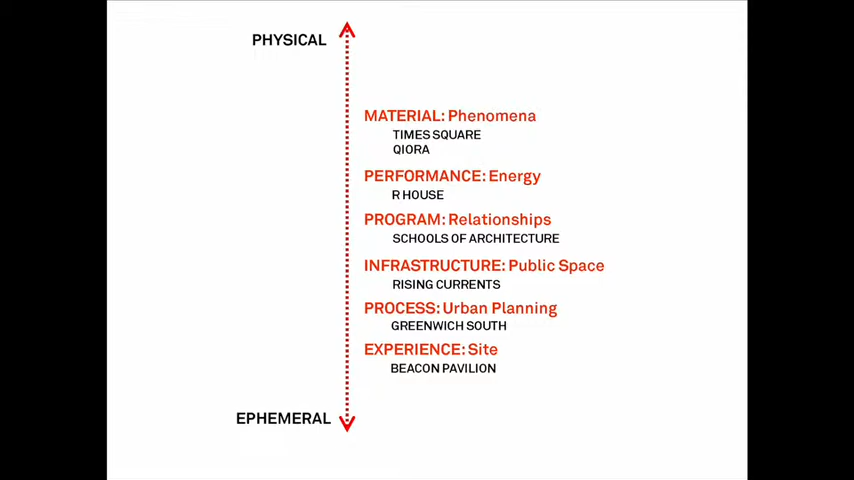 PHYSICAL
MATERIAL: Phenomena
TIMES SQUARE
QIORA
PERFORMANCE: Energy
R HOUSE
PROGRAM: Relationships
SCHOOLS OF ARCHITECTURE
INFRASTRUCTURE: Public Space
RISING CURRENTS
PROCESS: Urban Planning
GREENWICH SOUTH
EXPERIENCE: Site
BEACON PAVILION
EPHEMERAL